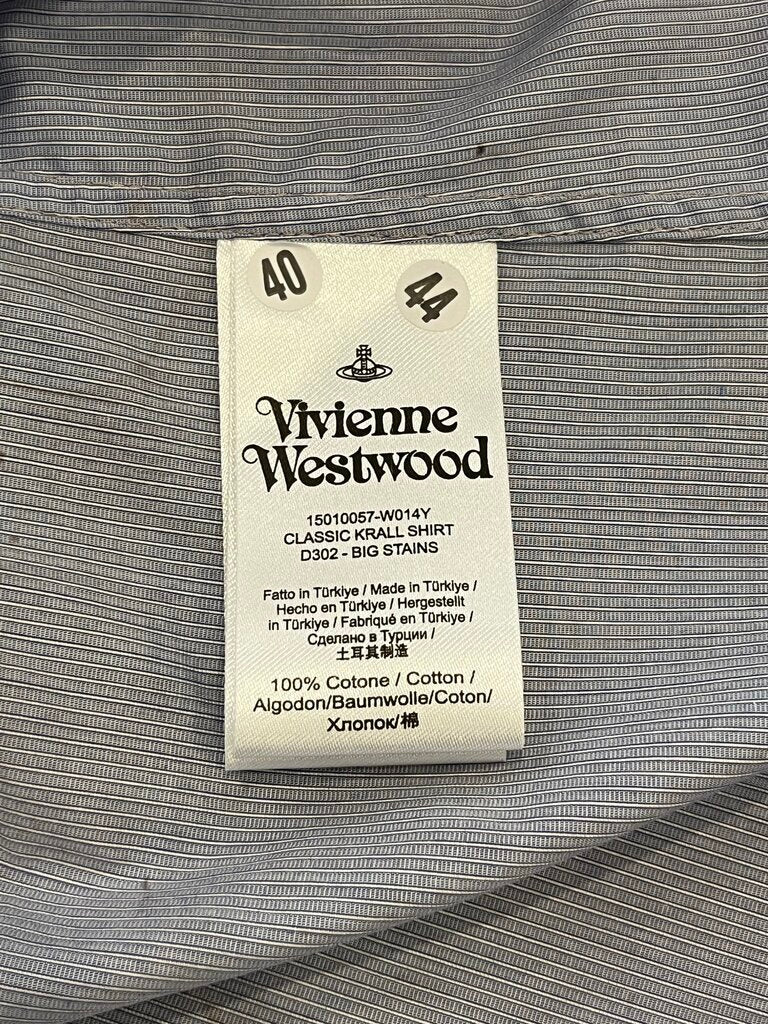 40
44
Vivienne
Westwood
15010057-W014Y
CLASSIC KRALL SHIRT
D302 - BIG STAINS
Fatto in Türkiye / Made in Türkiye /
Hecho en Türkiye / Hergestelit
in Türkiye / Fabriqué en Türkiye /
Сделано в Турции /
土耳其制造
100% Cotone / Cotton /
Algodon/Baumwolle/Coton/
Хлопок/棉